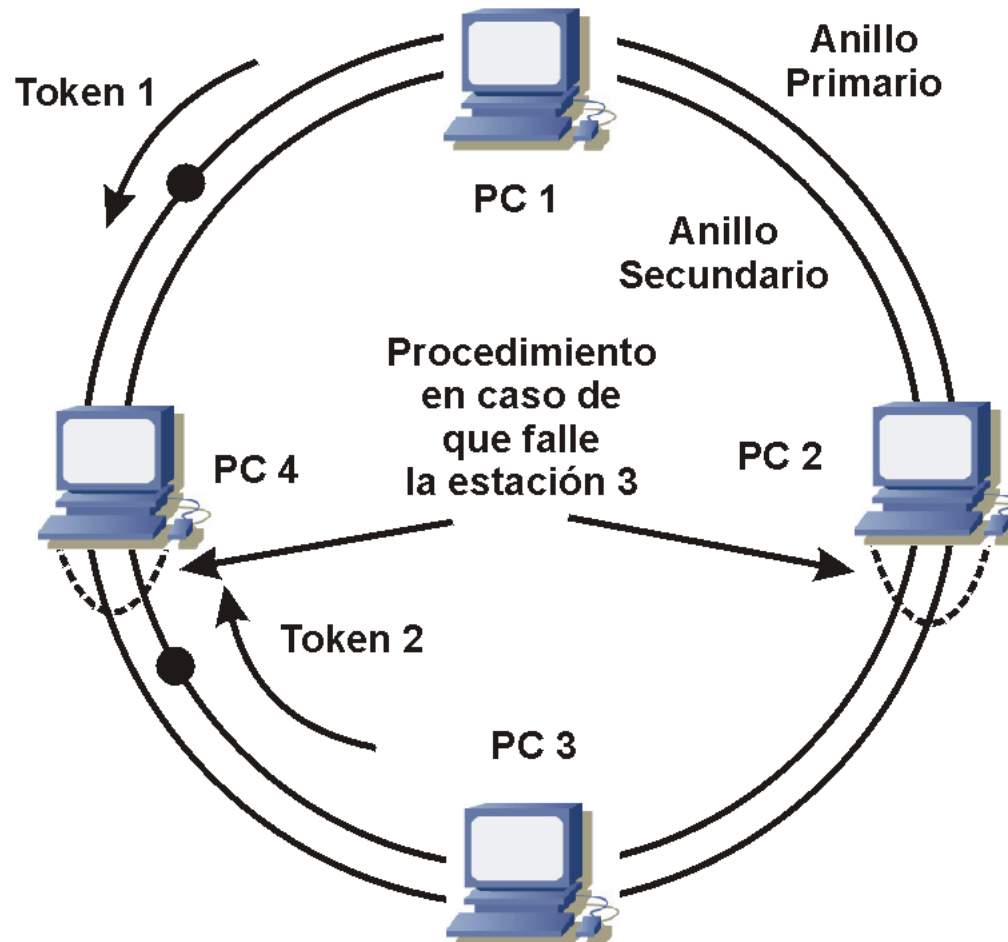 Anillo
Primario
Token 1
PC 1
Anillo
Secundario
Procedimiento
en caso de
que falle
la estación 3
PC 4
PC 2
Token 2
PC 3